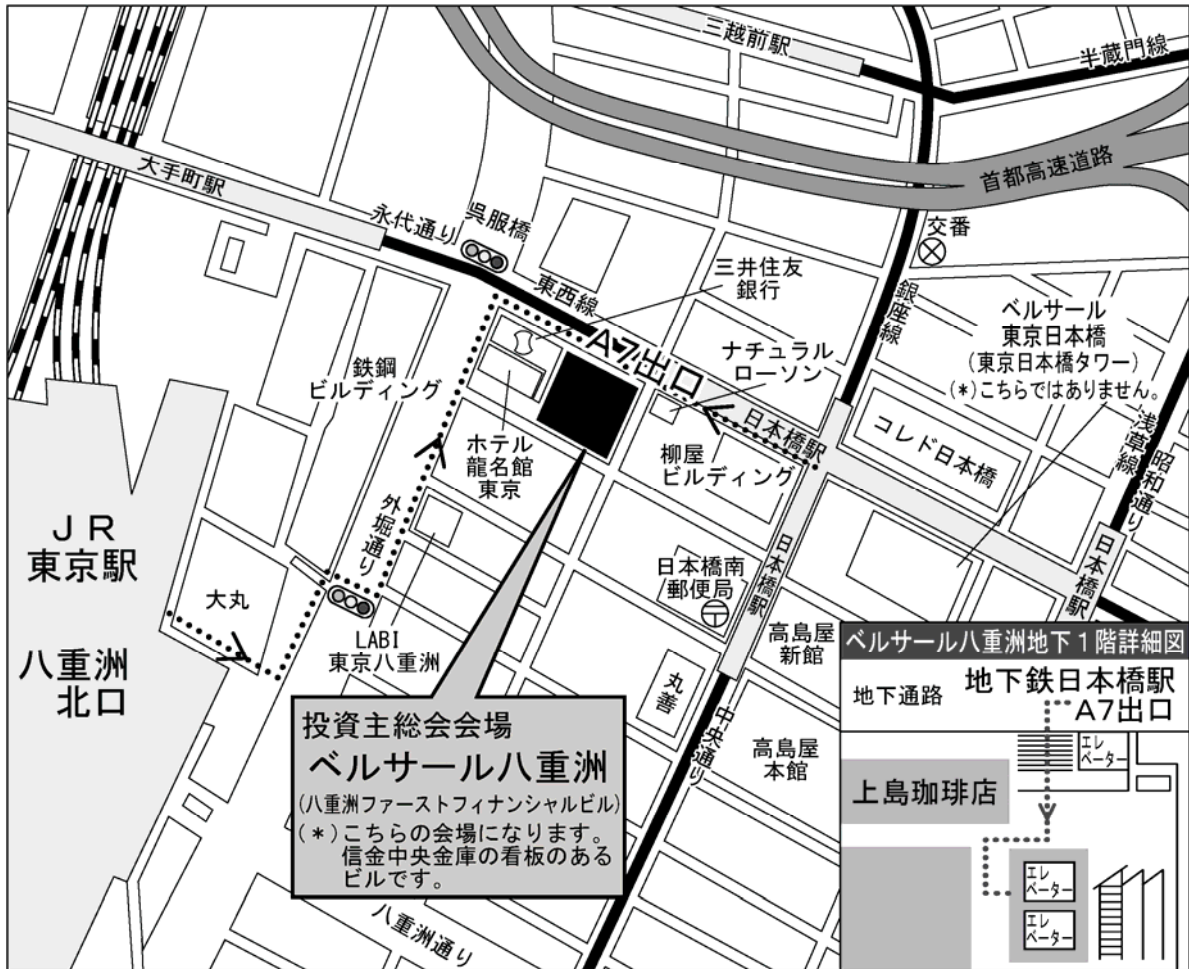 三越前駅
半蔵門線
首都高速道路
大手町駅
永代通り
呉服橋
東西線
三井住友
銀行
交番
銀座線
ベルサール
東京日本橋
(東京日本橋タワー)
(*)こちらではありません。
A7出口
ナチュラル
ローソン
鉄鋼
ビルディング
日本橋駅
コレド日本橋
浅草線
昭和通り
ホテル
龍名館
東京
柳屋
ビルディング
外堀通り
JR
東京駅
日本橋南
郵便局
日本橋駅
日本橋駅
大丸
LABI
東京八重洲
高島屋
新館
八重洲
北口
丸善
中央通り
高島屋
本館
投資主総会会場
ベルサール八重洲
(八重洲ファーストフィナンシャルビル)
(*)こちらの会場になります。
信金中央金庫の看板のある
ビルです。
八重洲通り
ベルサール八重洲地下1階詳細図
地下通路
地下鉄日本橋駅
A7出口
エレ
ベーター
上島珈琲店
エレ
ベーター
エレ
ベーター